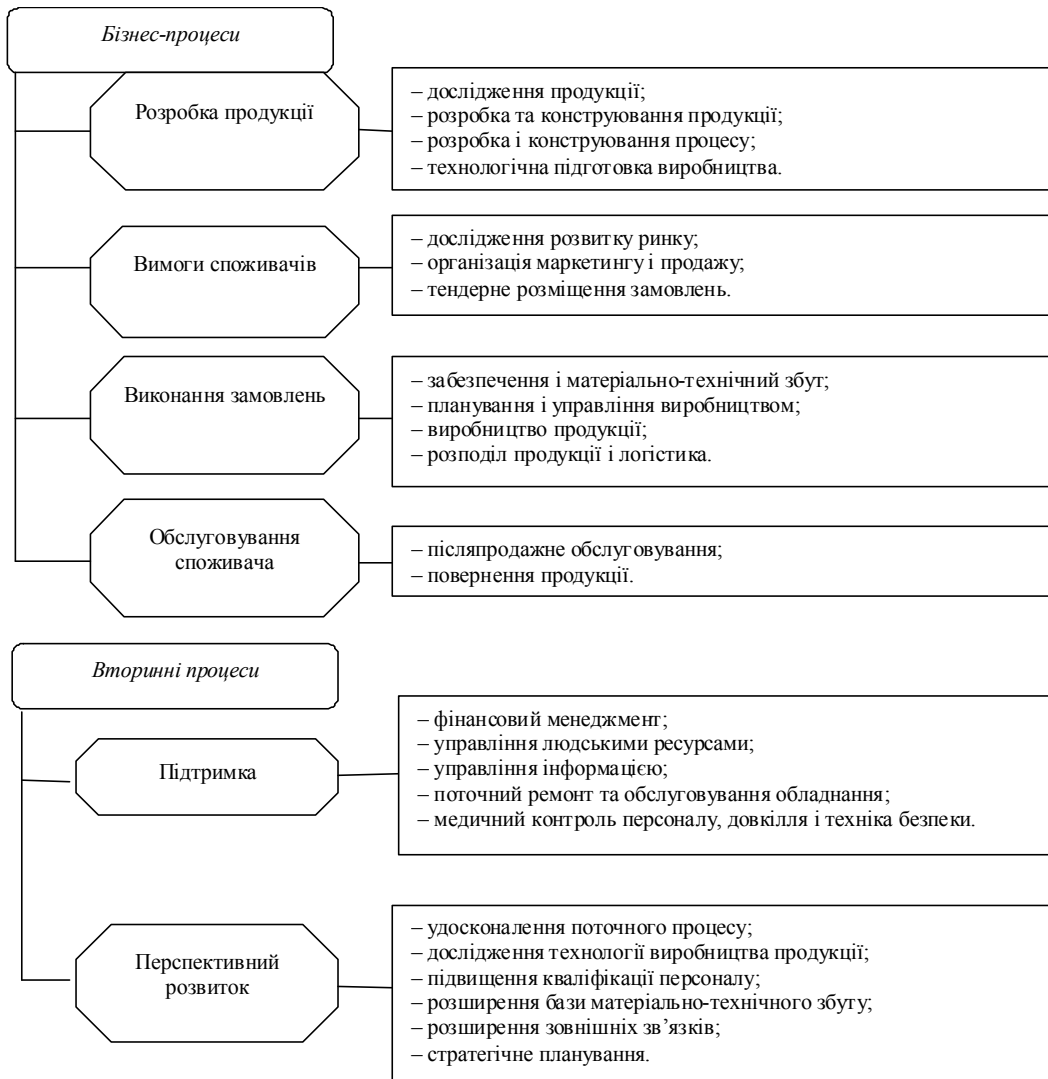 Бізнес-процеси
Розробка продукції
– дослідження продукції;
– розробка та конструювання продукції;
– розробка і конструювання процесу;
– технологічна підготовка виробництва.
Вимоги споживачів
– дослідження розвитку ринку;
– організація маркетингу і продажу;
– тендерне розміщення замовлень.
Виконання замовлень
– забезпечення і матеріально-технічний збут;
– планування і управління виробництвом;
– виробництво продукції;
– розподіл продукції і логістика.
Обслуговування
споживача
– післяпродажне обслуговування;
– повернення продукції.
Вторинні процеси
Підтримка
– фінансовий менеджмент;
– управління людськими ресурсами;
– управління інформацією;
– поточний ремонт та обслуговування обладнання;
– медичний контроль персоналу, довкілля і техніка безпеки.
Перспективний
розвиток
– удосконалення поточного процесу;
– дослідження технології виробництва продукції;
– підвищення кваліфікації персоналу;
– розширення бази матеріально-технічного збуту;
– розширення зовнішніх зв’язків;
– стратегічне планування.